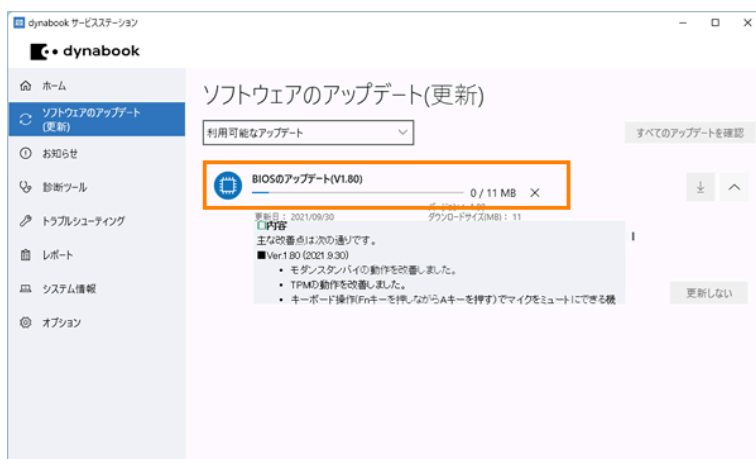 dynabook サービスステーション
dynabook
ホーム
ソフトウェアのアップデート
(更新)
お知らせ
診断ツール
トラブルシューティング
レポート
システム情報
オプション
ソフトウェアのアップデート(更新)
利用可能なアップデート
すべてのアップデートを確認
BIOSのアップデート(V1.80)
0 / 11 MB
更新日: 2021/09/30
ダウンロードサイズ(MB): 11
内容
主な改善点は次の通りです。
■Ver.1.80 (2021.9.30)
• モダンスタンバイの動作を改善しました。
• TPMの動作を改善しました。
• キーボード操作(Fnキーを押しながらAキーを押す)でマイクをミュートにできる機
更新しない